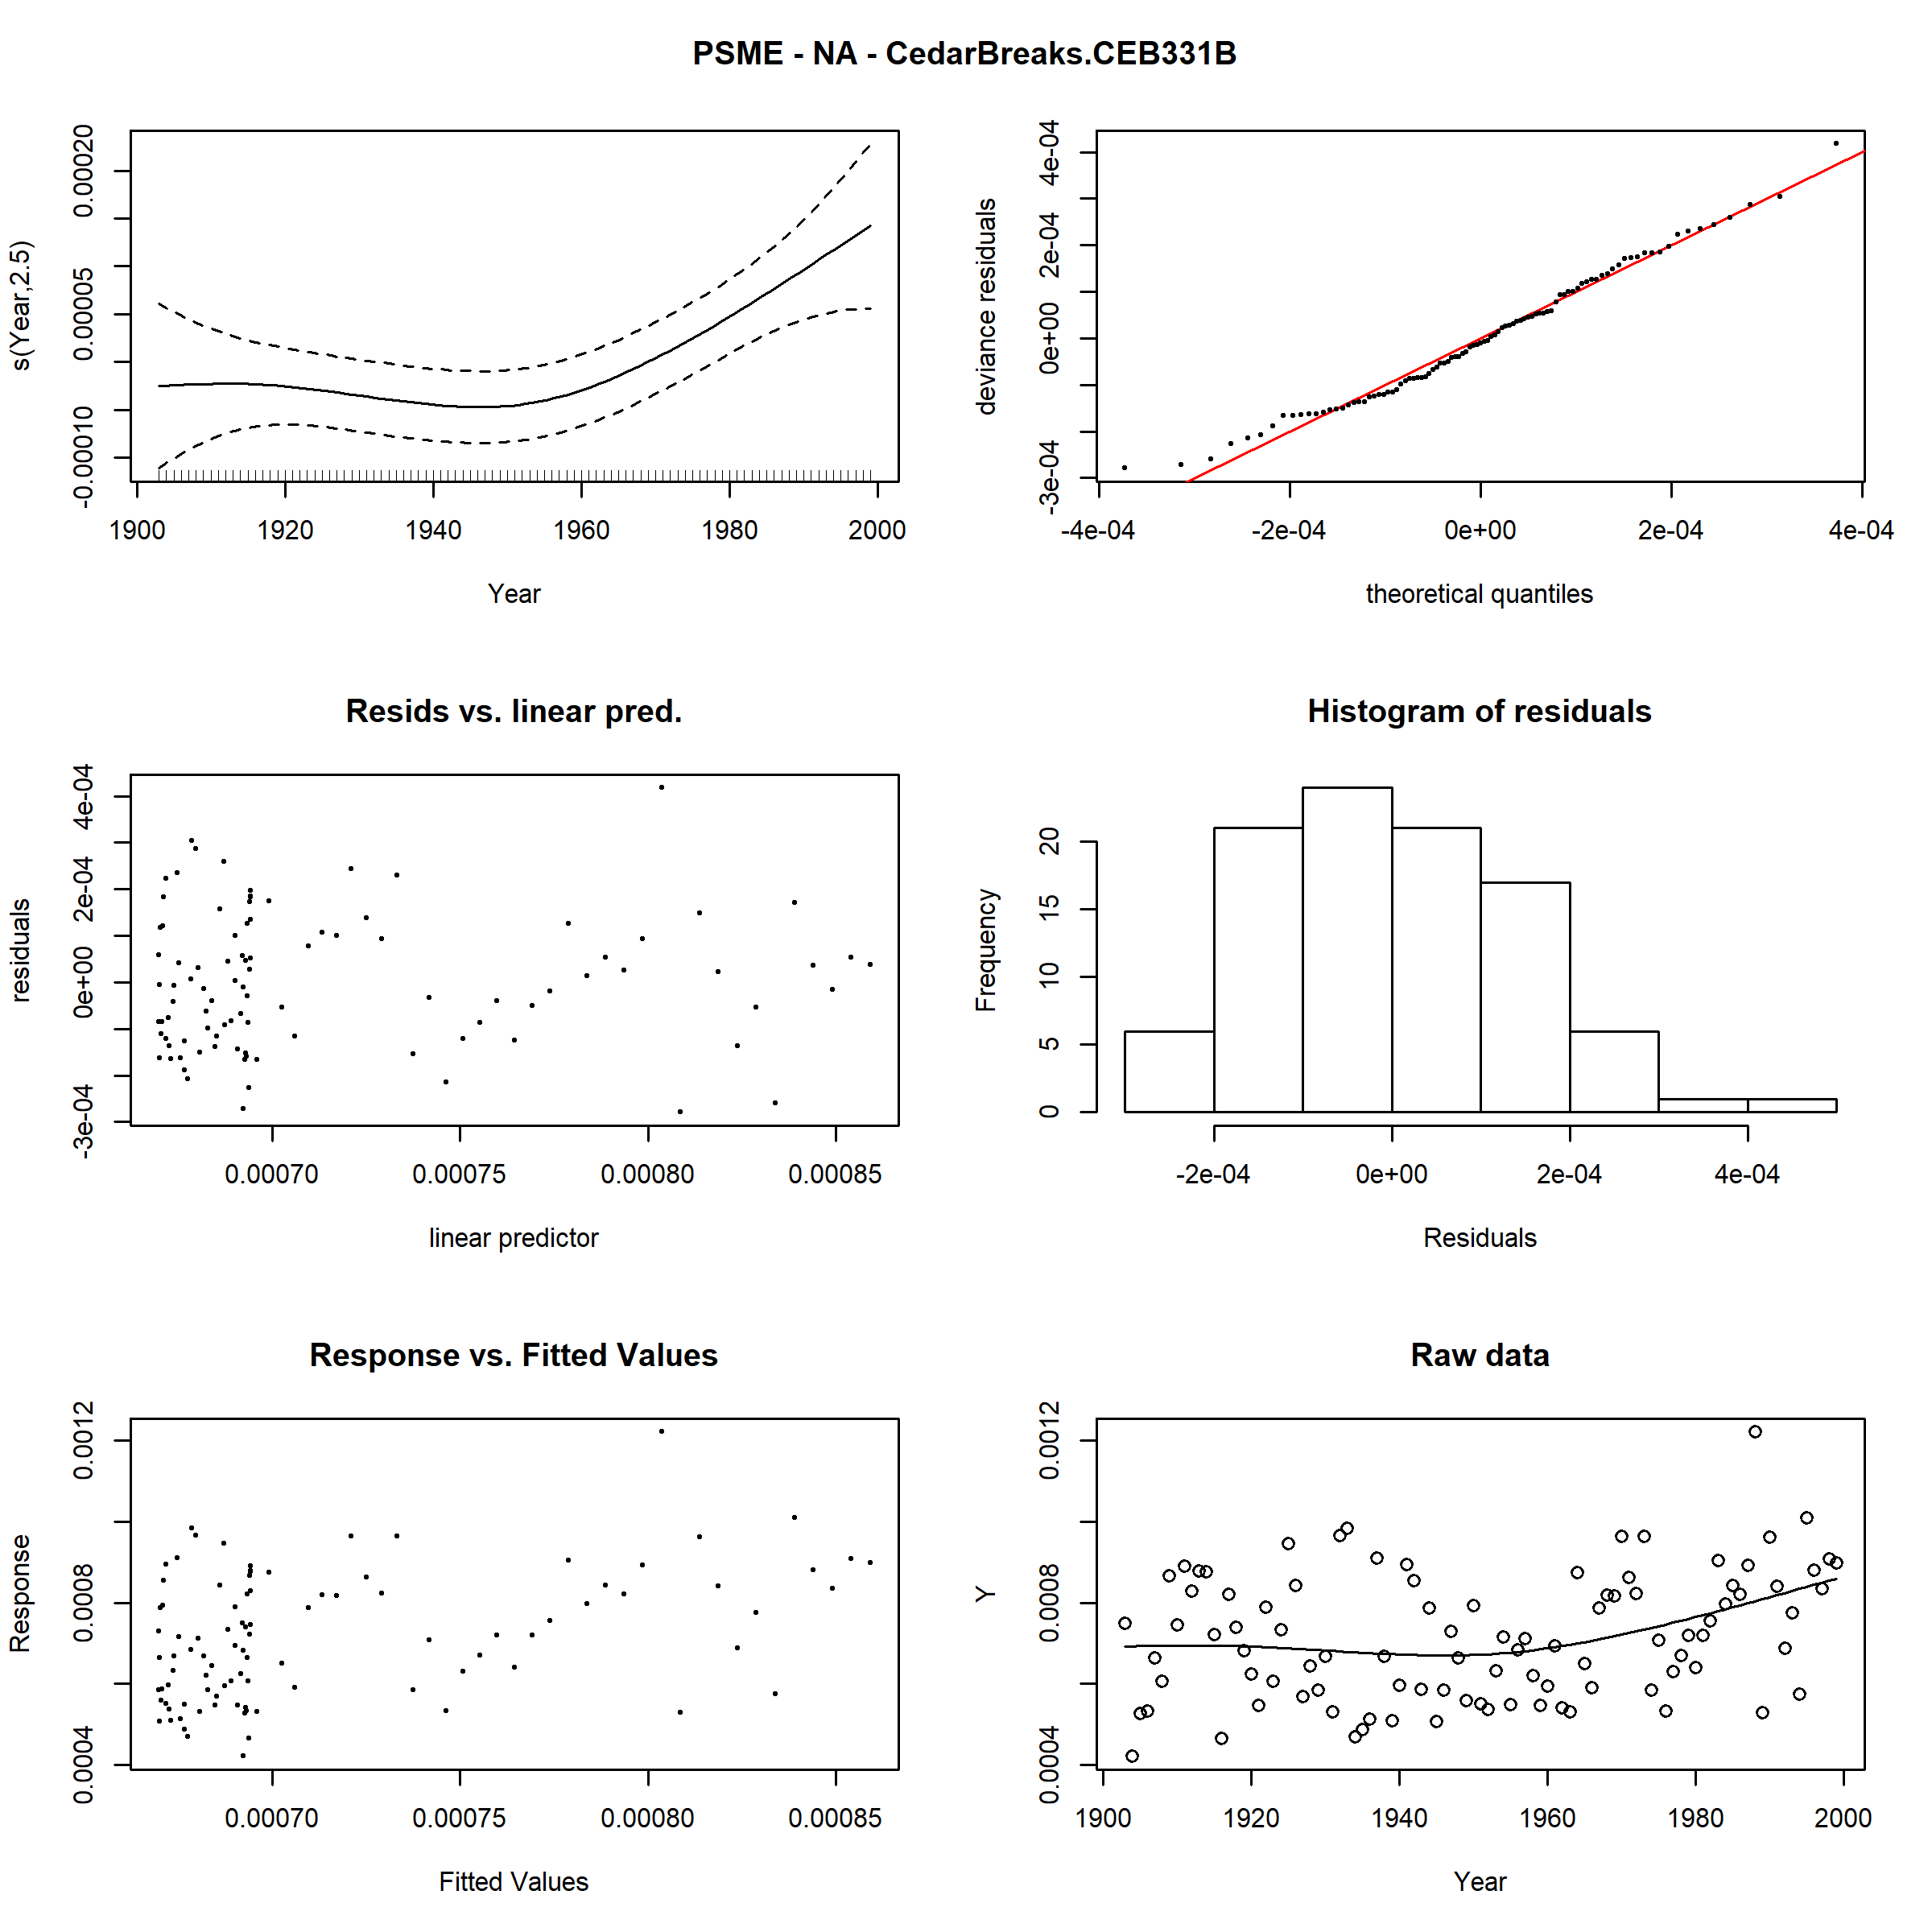 PSME - NA - CedarBreaks.CEB331B
s(Year,2.5)
-0.00010 0.00005 0.00020
1900 1920 1940 1960 1980 2000
Year
deviance residuals
-3e-04 0e+00 2e-04 4e-04
-4e-04 -2e-04 0e+00 2e-04 4e-04
theoretical quantiles
Resids vs. linear pred.
residuals
-3e-04 0e+00 2e-04 4e-04
0.00070 0.00075 0.00080 0.00085
linear predictor
Histogram of residuals
Frequency
0 5 10 15 20
-2e-04 0e+00 2e-04 4e-04
Residuals
Response vs. Fitted Values
Response
0.0004 0.0008 0.0012
0.00070 0.00075 0.00080 0.00085
Fitted Values
Raw data
Y
0.0004 0.0008 0.0012
1900 1920 1940 1960 1980 2000
Year